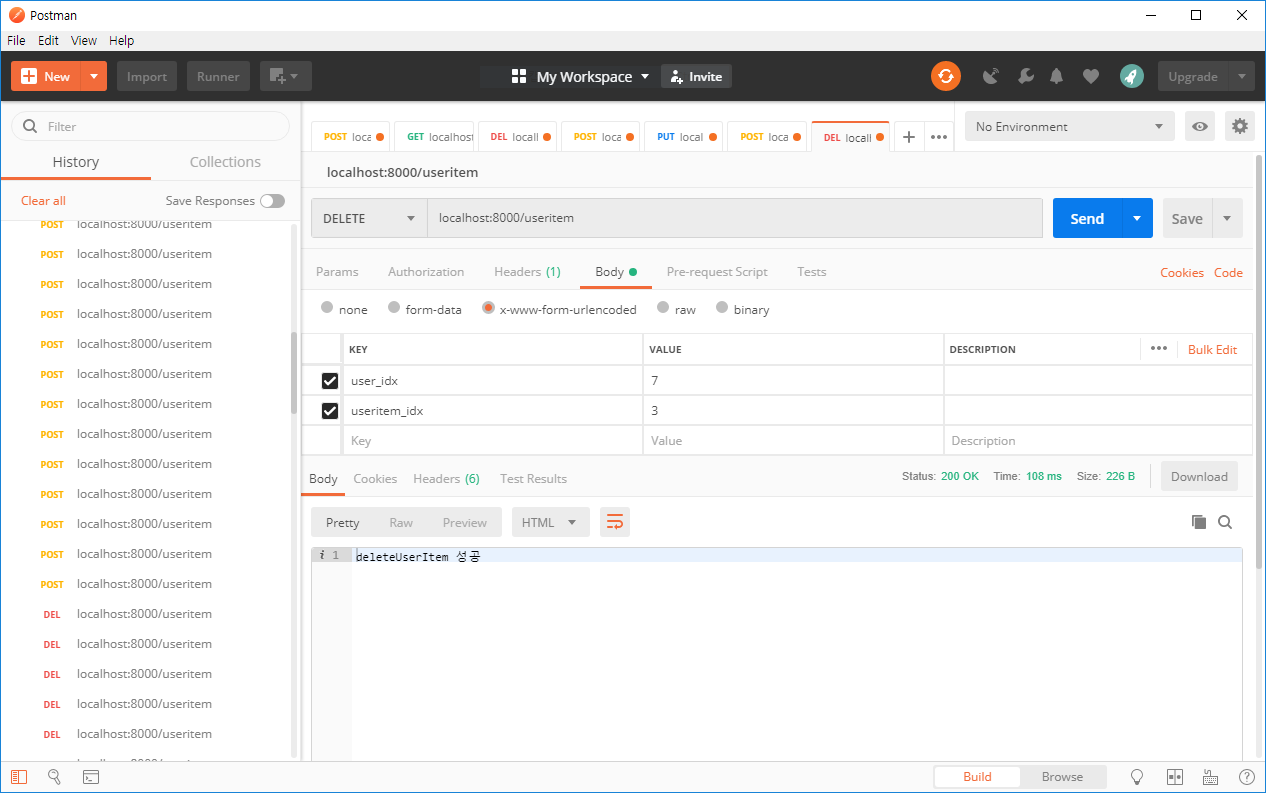 Postman
File Edit View Help
New Import Runner My Workspace Invite Upgrade
Filter
History Collections
Clear all Save Responses
POST localhost:8000/useritem
POST localhost:8000/useritem
POST localhost:8000/useritem
POST localhost:8000/useritem
POST localhost:8000/useritem
POST localhost:8000/useritem
POST localhost:8000/useritem
POST localhost:8000/useritem
POST localhost:8000/useritem
POST localhost:8000/useritem
POST localhost:8000/useritem
POST localhost:8000/useritem
POST localhost:8000/useritem
DEL localhost:8000/useritem
DEL localhost:8000/useritem
DEL localhost:8000/useritem
DEL localhost:8000/useritem
DEL localhost:8000/useritem
POST loca GET localhost DEL locall POST loca PUT local POST loca DEL locall No Environment
localhost:8000/useritem
DELETE localhost:8000/useritem Send Save
Params Authorization Headers (1) Body Pre-request Script Tests Cookies Code
none form-data x-www-form-urlencoded raw binary
KEY VALUE DESCRIPTION Bulk Edit
user_idx 7
useritem_idx 3
Key Value Description
Body Cookies Headers (6) Test Results Status: 200 OK Time: 108 ms Size: 226 B Download
Pretty Raw Preview HTML
i 1 deleteUserItem 성공
Build Browse